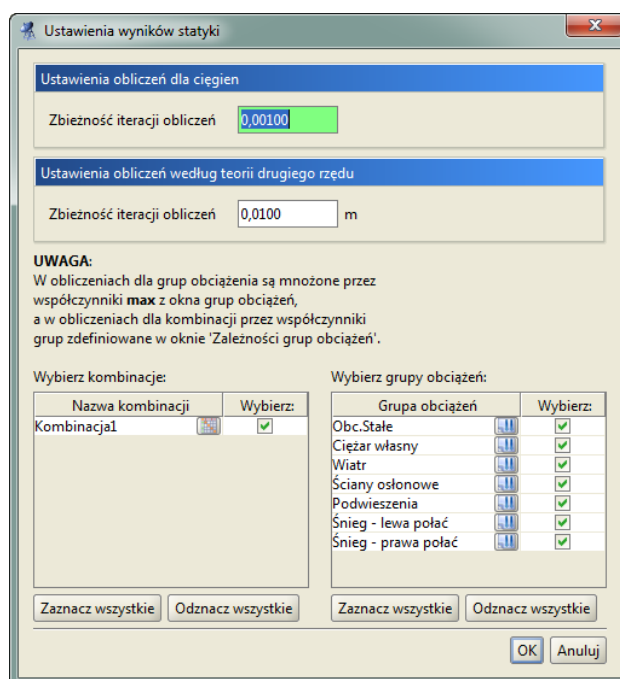 Ustawienia wyników statyki
Ustawienia obliczeń dla cięgien
Zbieżność iteracji obliczeń 0,00100
Ustawienia obliczeń według teorii drugiego rzędu
Zbieżność iteracji obliczeń 0,0100 m
UWAGA:
W obliczeniach dla grup obciążenia są mnożone przez
współczynniki max z okna grup obciążeń,
a w obliczeniach dla kombinacji przez współczynniki
grup zdefiniowane w oknie 'Zależności grup obciążeń'.
Wybierz kombinacje:
Nazwa kombinacji Wybierz:
Kombinacja1
Zaznacz wszystkie Odznacz wszystkie
Wybierz grupy obciążeń:
Grupa obciążeń Wybierz:
Obc.Stałe
Ciężar własny
Wiatr
Ściany osłonowe
Podwieszenia
Śnieg - lewa połać
Śnieg - prawa połać
Zaznacz wszystkie Odznacz wszystkie
OK Anuluj